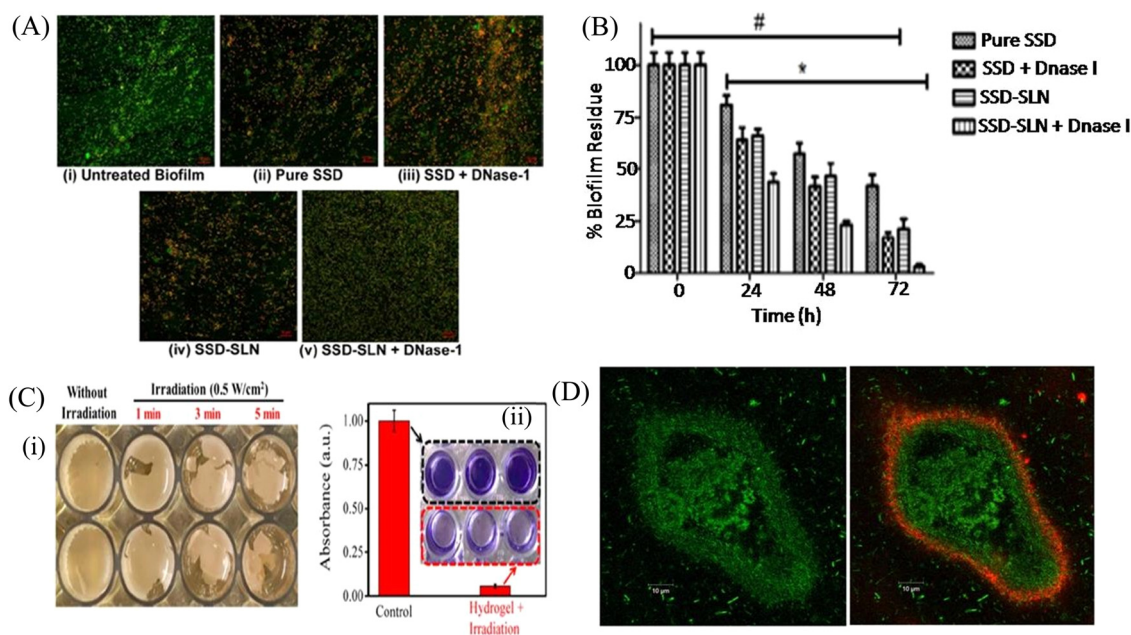 (A)
(i) Untreated Biofilm
(ii) Pure SSD
(iii) SSD + DNase-1
(iv) SSD-SLN
(v) SSD-SLN + DNase-1
(B)
#
*
100
75
50
25
0
% Biofilm Residue
0 24 48 72
Time (h)
Pure SSD
SSD + Dnase I
SSD-SLN
SSD-SLN + Dnase I
(C)
Without
Irradiation
Irradiation (0.5 W/cm²)
1 min 3 min 5 min
(i)
(ii)
Absorbance (a.u.)
1.00
0.75
0.50
0.25
0.00
Control
Hydrogel +
Irradiation
(D)
10 µm
10 µm